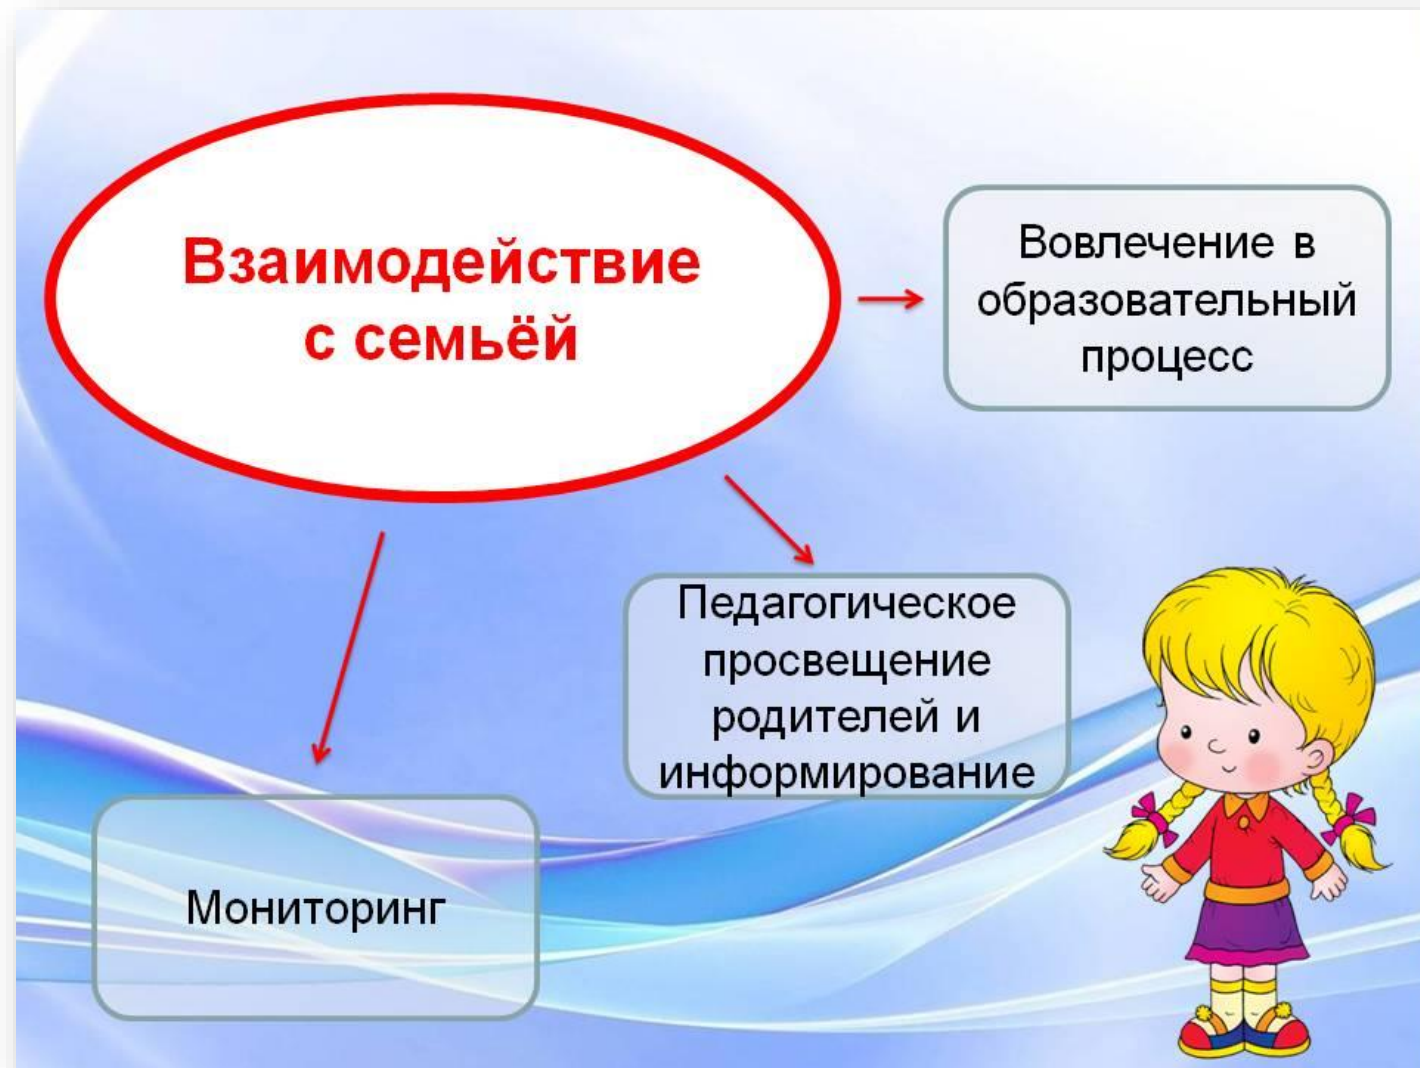 Взаимодействие
с семьёй
Вовлечение в
образовательный
процесс
Педагогическое
просвещение
родителей и
информирование
Мониторинг